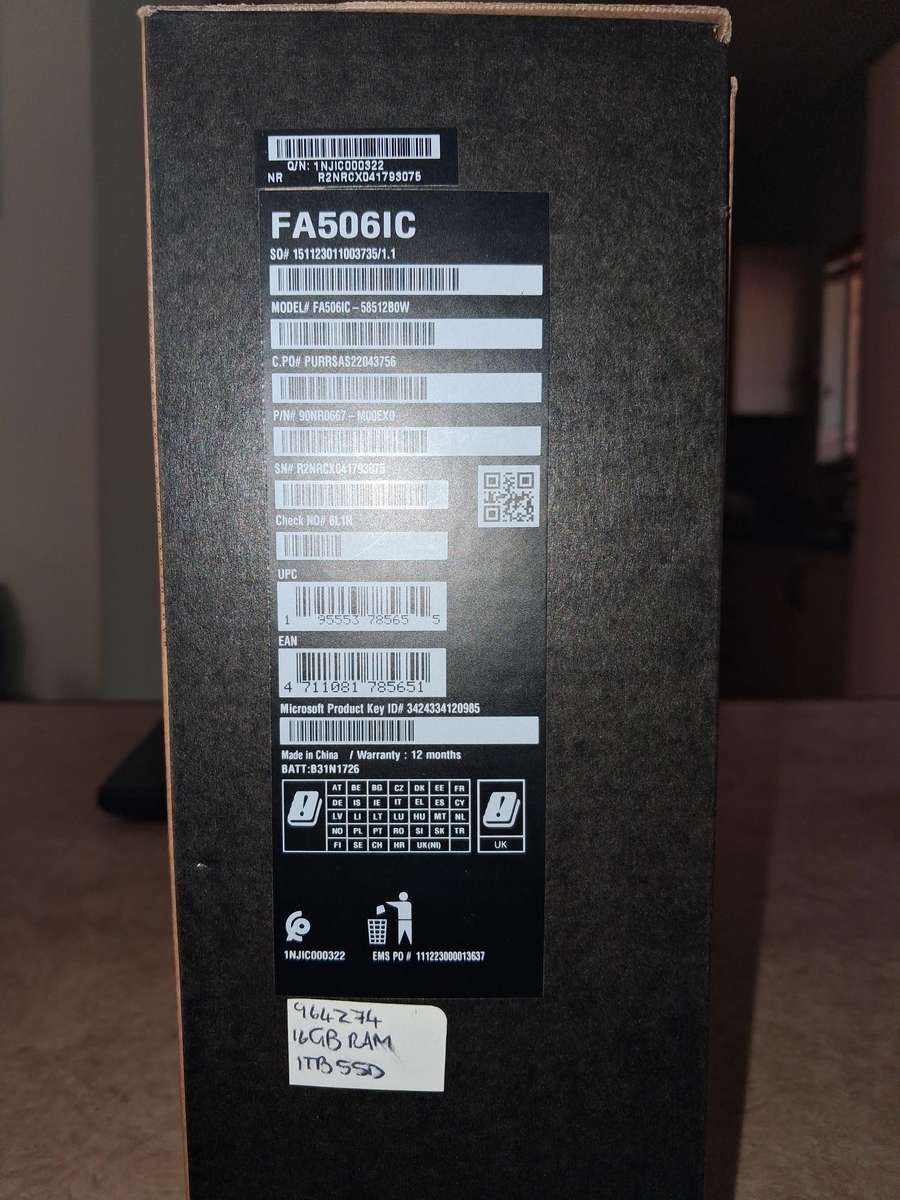 Q/N: 1NJIC000322
NR R2NRCX041793075
FA506IC
SO# 151123011003735/1.1
MODEL# FA506IC-58512B0W
C.PO# PURRSAS22043756
P/N# 90NR0667-M00EX0
SN# R2NRCX041793075
Check NO# 6L1R
UPC
1 95553 78565 5
EAN
4 711081 785651
Microsoft Product Key ID# 3424334120985
Made in China / Warranty : 12 months
BATT:B31N1726
AT BE BG CZ DK EE FR
DE IS IE IT EL ES CY
LV LI LT LU HU MT NL
NO PL PT RO SI SK TR
FI SE CH HR UK(NI)
UK
1NJIC000322
EMS PO # 111223000013637
964274
16GB RAM
1TB SSD